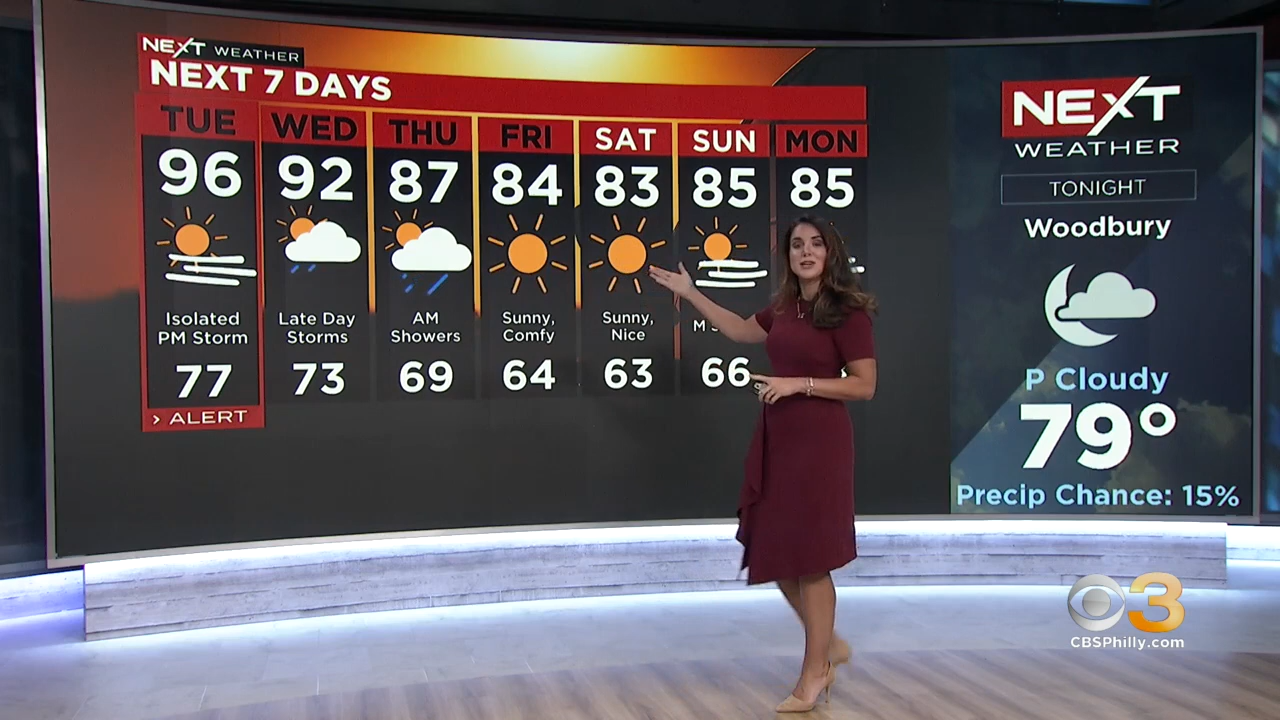 NEXT WEATHER
NEXT 7 DAYS
TUE WED THU FRI SAT SUN MON
96 92 87 84 83 85 85
Isolated
PM Storm
Late Day
Storms
AM
Showers
Sunny,
Comfy
Sunny,
Nice
M
77 73 69 64 63 66
> ALERT
NEXT
WEATHER
TONIGHT
Woodbury
P Cloudy
79°
Precip Chance: 15%
3
CBSPhilly.com